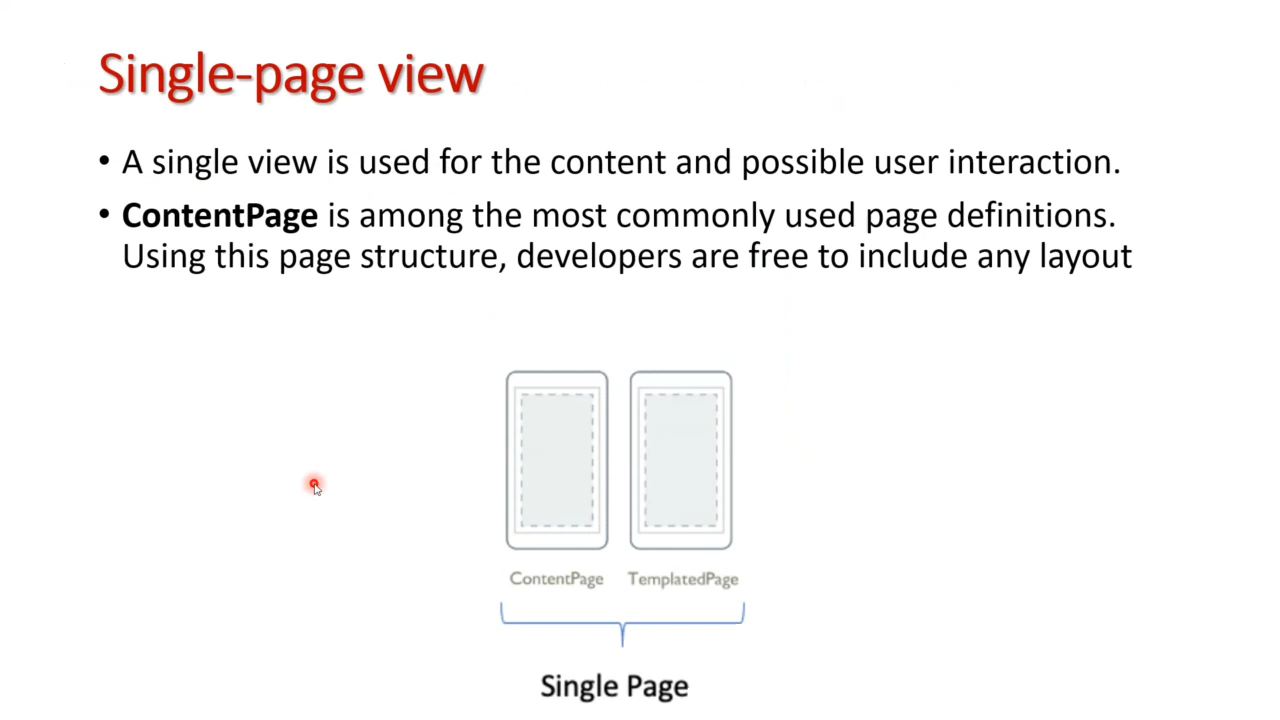 Single-page view
• A single view is used for the content and possible user interaction.
• ContentPage is among the most commonly used page definitions.
Using this page structure, developers are free to include any layout
ContentPage TemplatedPage
Single Page